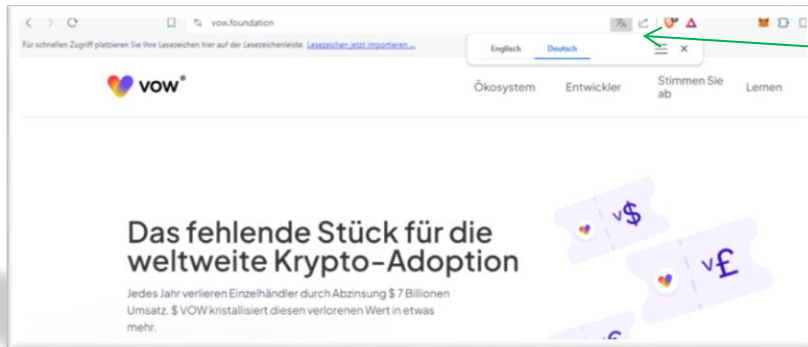 vow.foundation
Für schnellen Zugriff platzieren Sie Ihre Lesezeichen hier auf der Lesezeichenleiste. Lesezeichen jetzt importieren ...
Englisch Deutsch
vow®
Ökosystem Entwickler Stimmen Sie ab Lernen
Das fehlende Stück für die
weltweite Krypto-Adoption
Jedes Jahr verlieren Einzelhändler durch Abzinsung $ 7 Billionen
Umsatz. $ VOW kristallisiert diesen verlorenen Wert in etwas
mehr.
v$
v£